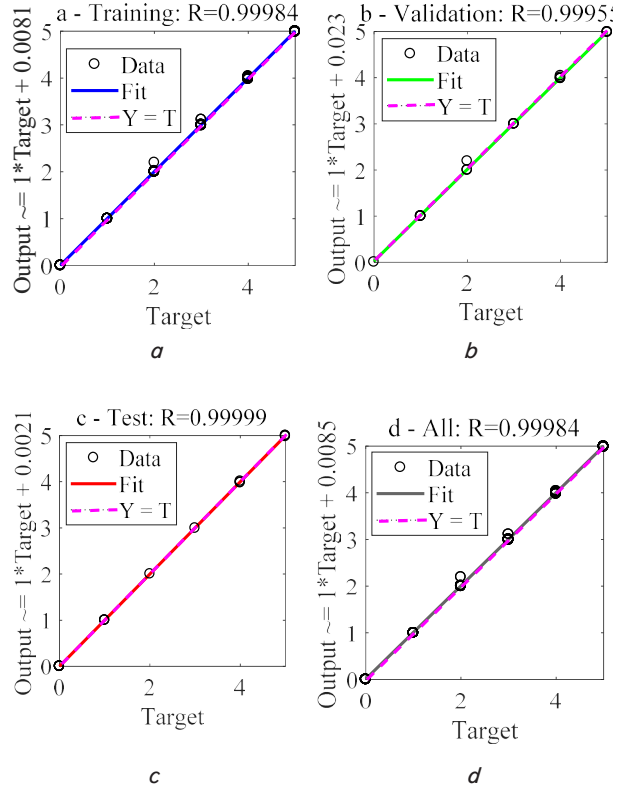 a - Training: R=0.99984
Output ~= 1*Target + 0.0081
5
4
3
2
1
0
Data
Fit
Y = T
0 2 4
Target
a
b - Validation: R=0.99955
Output ~= 1*Target + 0.023
5
4
3
2
1
0
Data
Fit
Y = T
0 2 4
Target
b
c - Test: R=0.99999
Output ~= 1*Target + 0.0021
5
4
3
2
1
0
Data
Fit
Y = T
0 2 4
Target
c
d - All: R=0.99984
Output ~= 1*Target + 0.0085
5
4
3
2
1
0
Data
Fit
Y = T
0 2 4
Target
d